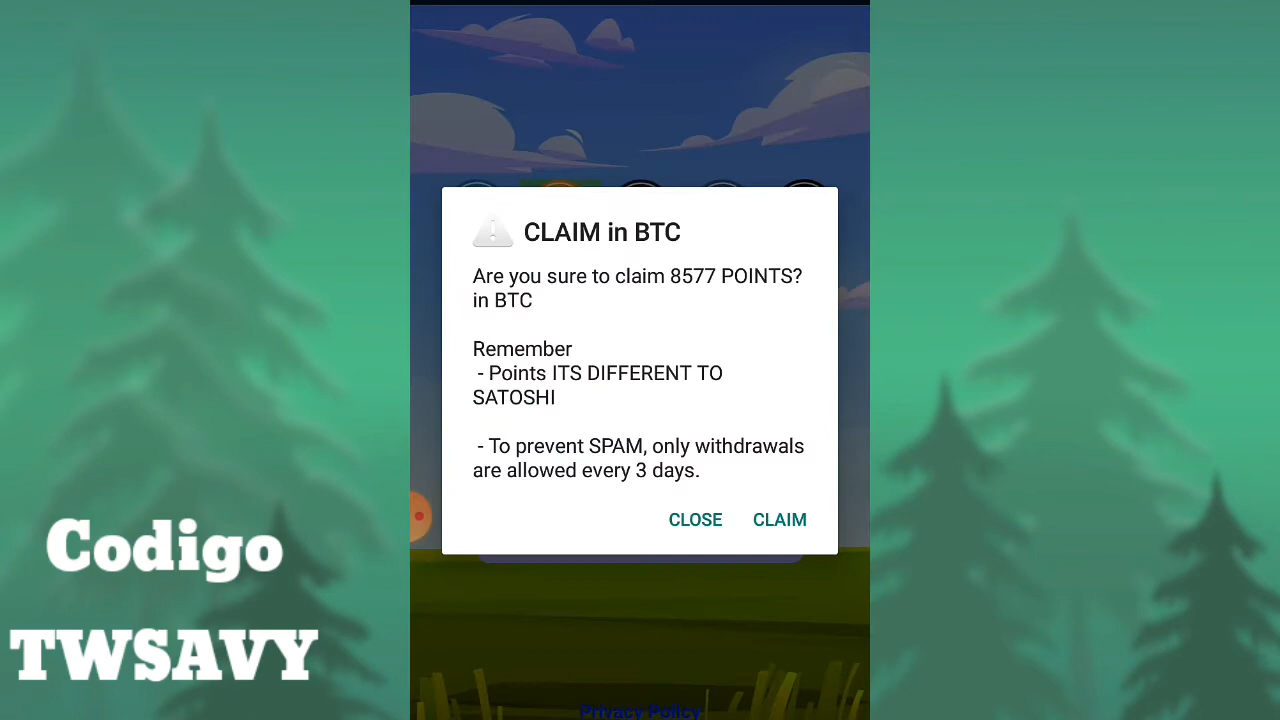 CLAIM in BTC
Are you sure to claim 8577 POINTS?
in BTC
Remember
- Points ITS DIFFERENT TO
SATOSHI
- To prevent SPAM, only withdrawals
are allowed every 3 days.
CLOSE CLAIM
Codigo
TWSAVY
Privacy Policy